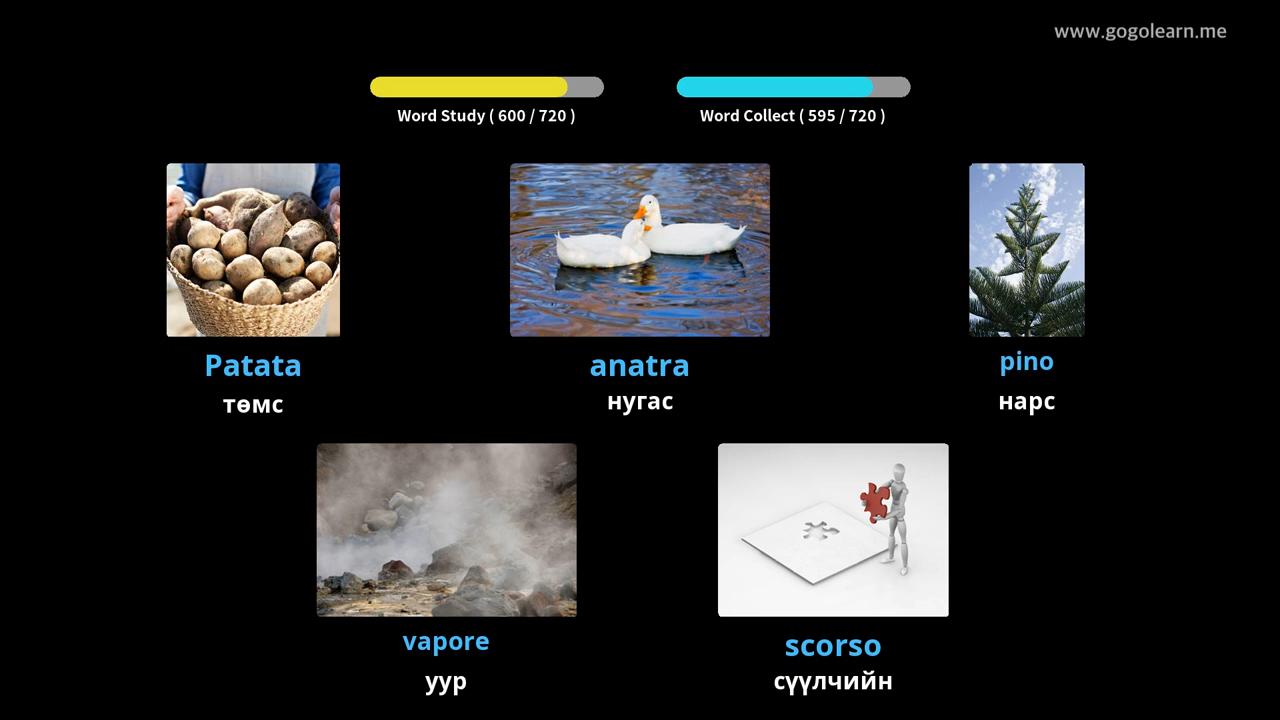 www.gogolearn.me
Word Study ( 600 / 720 )
Word Collect ( 595 / 720 )
Patata
төмс
anatra
нугас
pino
нарс
vapore
уур
scorso
сүүлчийн